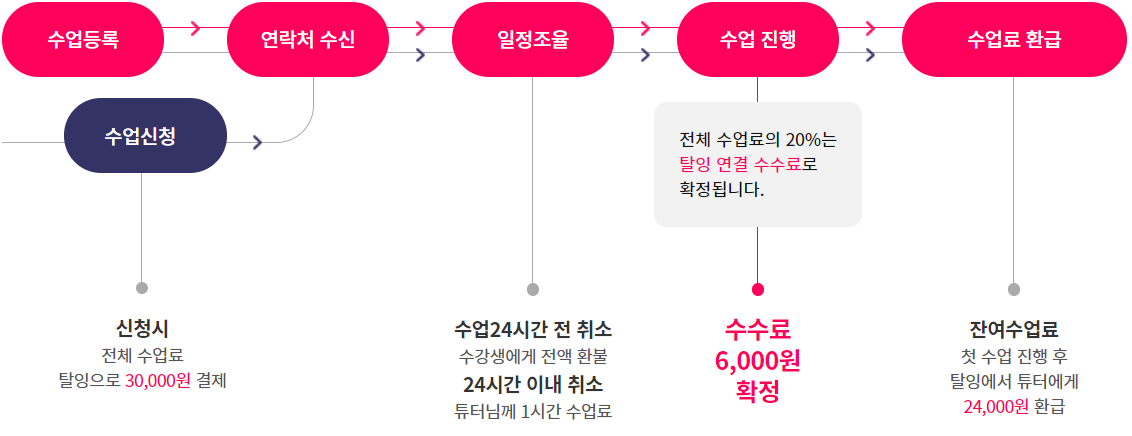 수업등록
연락처 수신
일정조율
수업 진행
수업료 환급
수업신청
전체 수업료의 20%는
탈잉 연결 수수료로
확정됩니다.
신청시
전체 수업료
탈잉으로 30,000원 결제
수업24시간 전 취소
수강생에게 전액 환불
24시간 이내 취소
튜터님께 1시간 수업료
수수료
6,000원
확정
잔여수업료
첫 수업 진행 후
탈잉에서 튜터에게
24,000원 환급